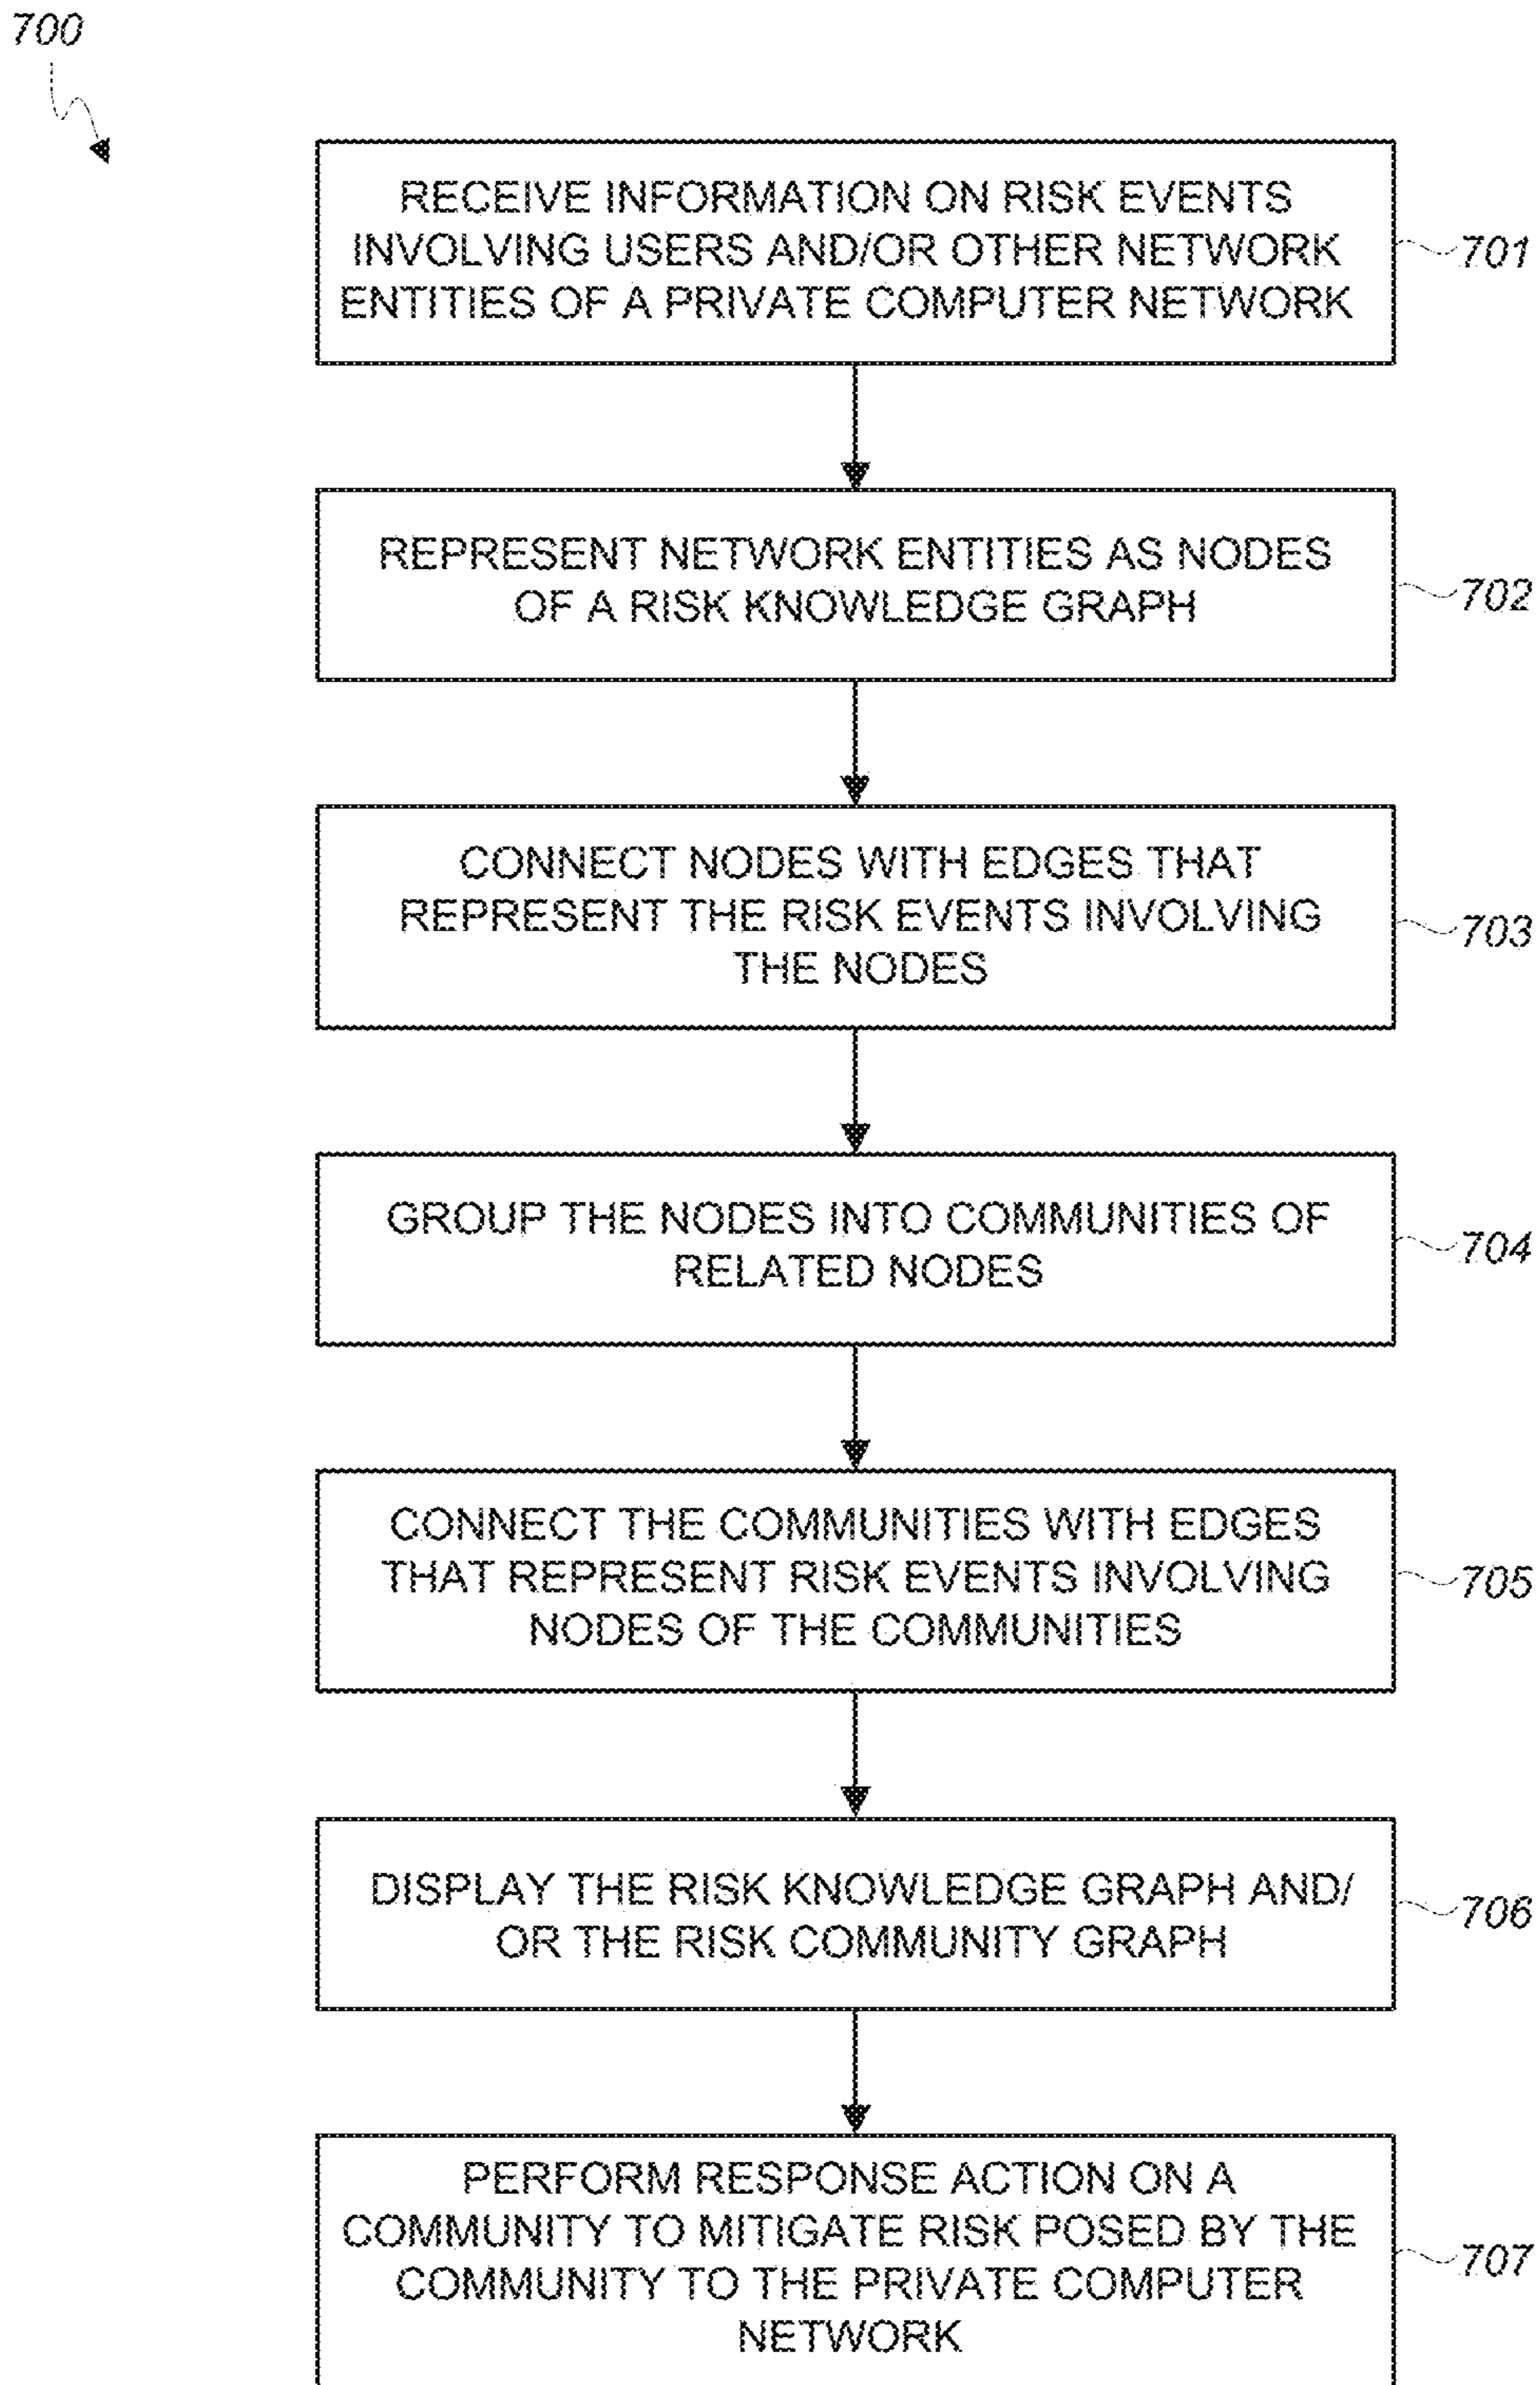 700
RECEIVE INFORMATION ON RISK EVENTS
INVOLVING USERS AND/OR OTHER NETWORK
ENTITIES OF A PRIVATE COMPUTER NETWORK
701
REPRESENT NETWORK ENTITIES AS NODES
OF A RISK KNOWLEDGE GRAPH
702
CONNECT NODES WITH EDGES THAT
REPRESENT THE RISK EVENTS INVOLVING
THE NODES
703
GROUP THE NODES INTO COMMUNITIES OF
RELATED NODES
704
CONNECT THE COMMUNITIES WITH EDGES
THAT REPRESENT RISK EVENTS INVOLVING
NODES OF THE COMMUNITIES
705
DISPLAY THE RISK KNOWLEDGE GRAPH AND/
OR THE RISK COMMUNITY GRAPH
706
PERFORM RESPONSE ACTION ON A
COMMUNITY TO MITIGATE RISK POSED BY THE
COMMUNITY TO THE PRIVATE COMPUTER
NETWORK
707